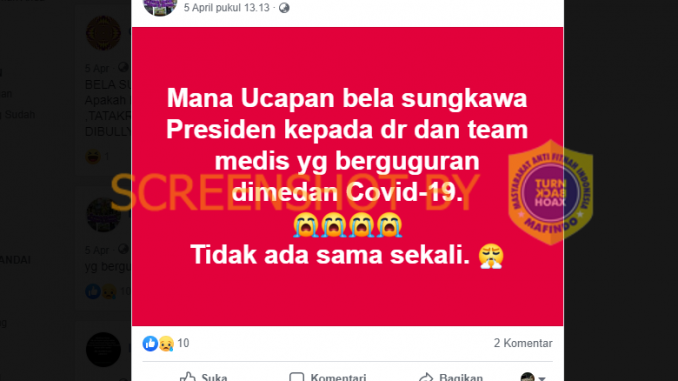 5 April pukul 13.13
5 Apr
BELA SU
Apakah
TATAKR
DIBULLY
Sudah
Mana Ucapan bela sungkawa
Presiden kepada dr dan team
medis yg berguguran
dimedan Covid-19.
😭😭😭😭
Tidak ada sama sekali. 😤
SCREENSHOT BY
MASYARAKAT ANTI FITNAH INDONESIA
TURN
BACK
HOAX
MAFINDO
5 Apr
yg bergu
10
2 Komentar
Suka
Komentari
Bagikan